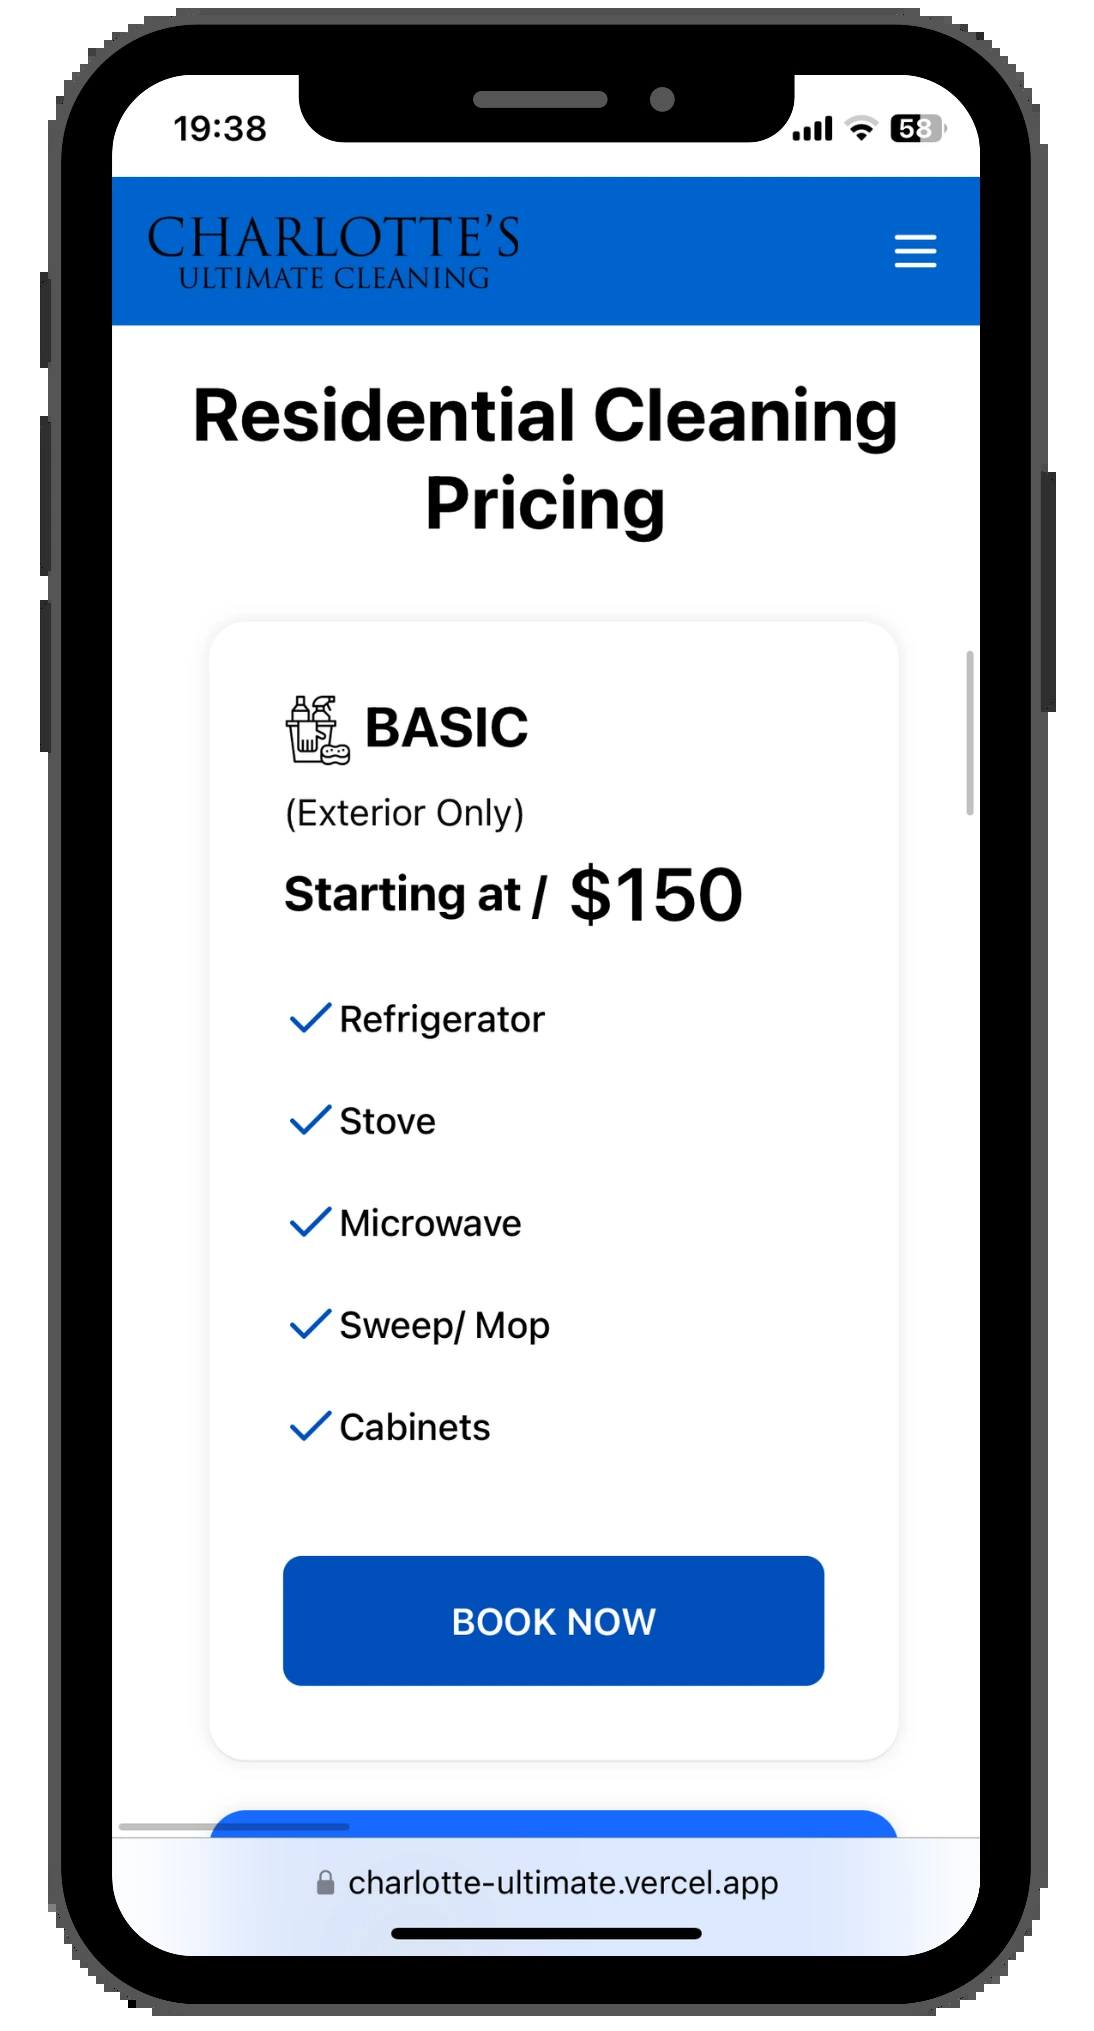 19:38
58
CHARLOTTE'S
ULTIMATE CLEANING
Residential Cleaning
Pricing
BASIC
(Exterior Only)
Starting at / $150
Refrigerator
Stove
Microwave
Sweep/ Mop
Cabinets
BOOK NOW
charlotte-ultimate.vercel.app